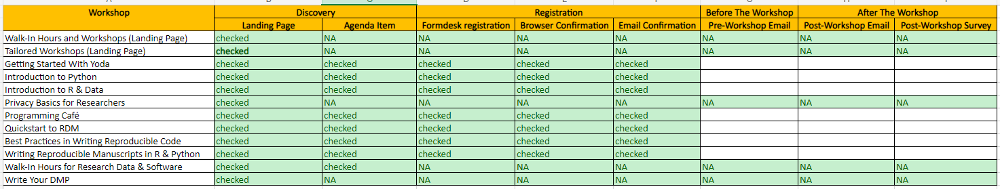 Workshop Discovery Registration Before The Workshop After The Workshop
Landing Page Agenda Item Formdesk registration Browser Confirmation Email Confirmation Pre-Workshop Email Post-Workshop Email Post-Workshop Survey
Walk-In Hours and Workshops (Landing Page) checked NA NA NA NA NA NA NA
Tailored Workshops (Landing Page) checked NA NA NA NA NA NA NA
Getting Started With Yoda checked checked checked checked checked
Introduction to Python checked checked checked checked checked
Introduction to R & Data checked checked checked checked checked
Privacy Basics for Researchers checked NA NA NA NA NA NA NA
Programming Café checked checked checked checked checked
Quickstart to RDM checked checked checked checked checked
Best Practices in Writing Reproducible Code checked checked checked checked checked
Writing Reproducible Manuscripts in R & Python checked checked checked checked checked
Walk-In Hours for Research Data & Software checked checked NA NA NA NA NA NA
Write Your DMP checked NA NA NA NA NA NA NA